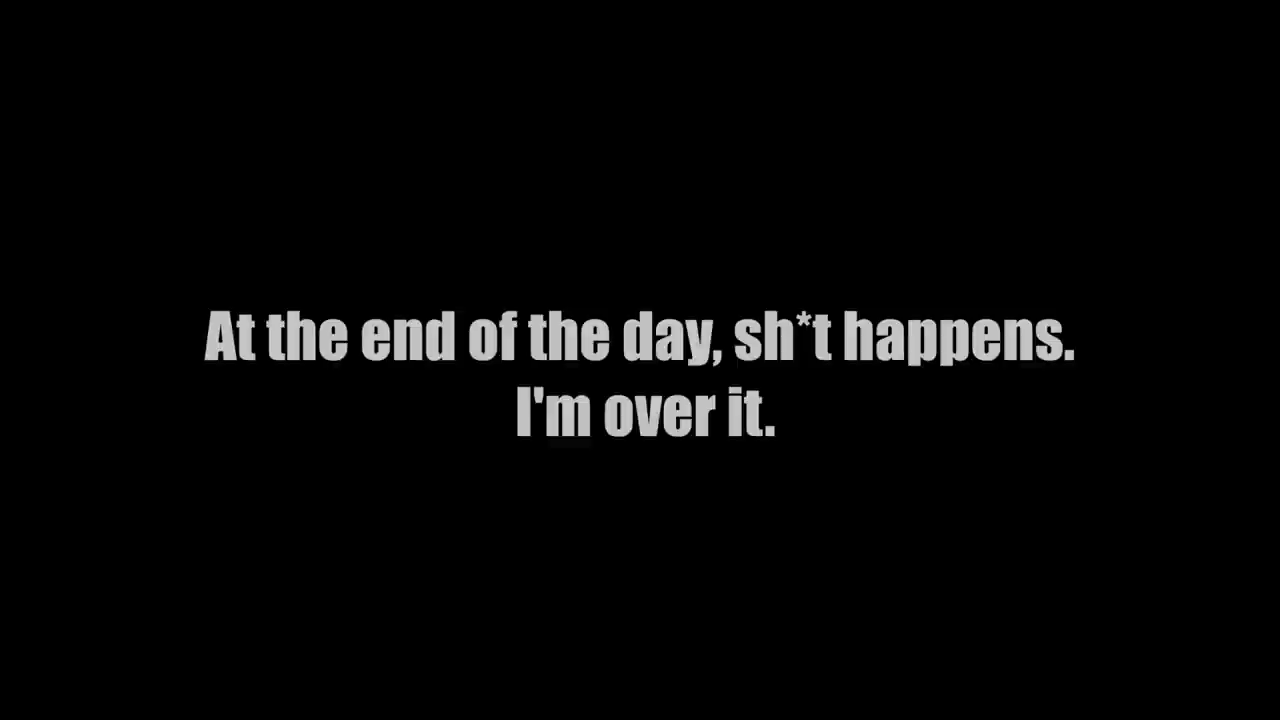 At the end of the day, sh*t happens.
I'm over it.